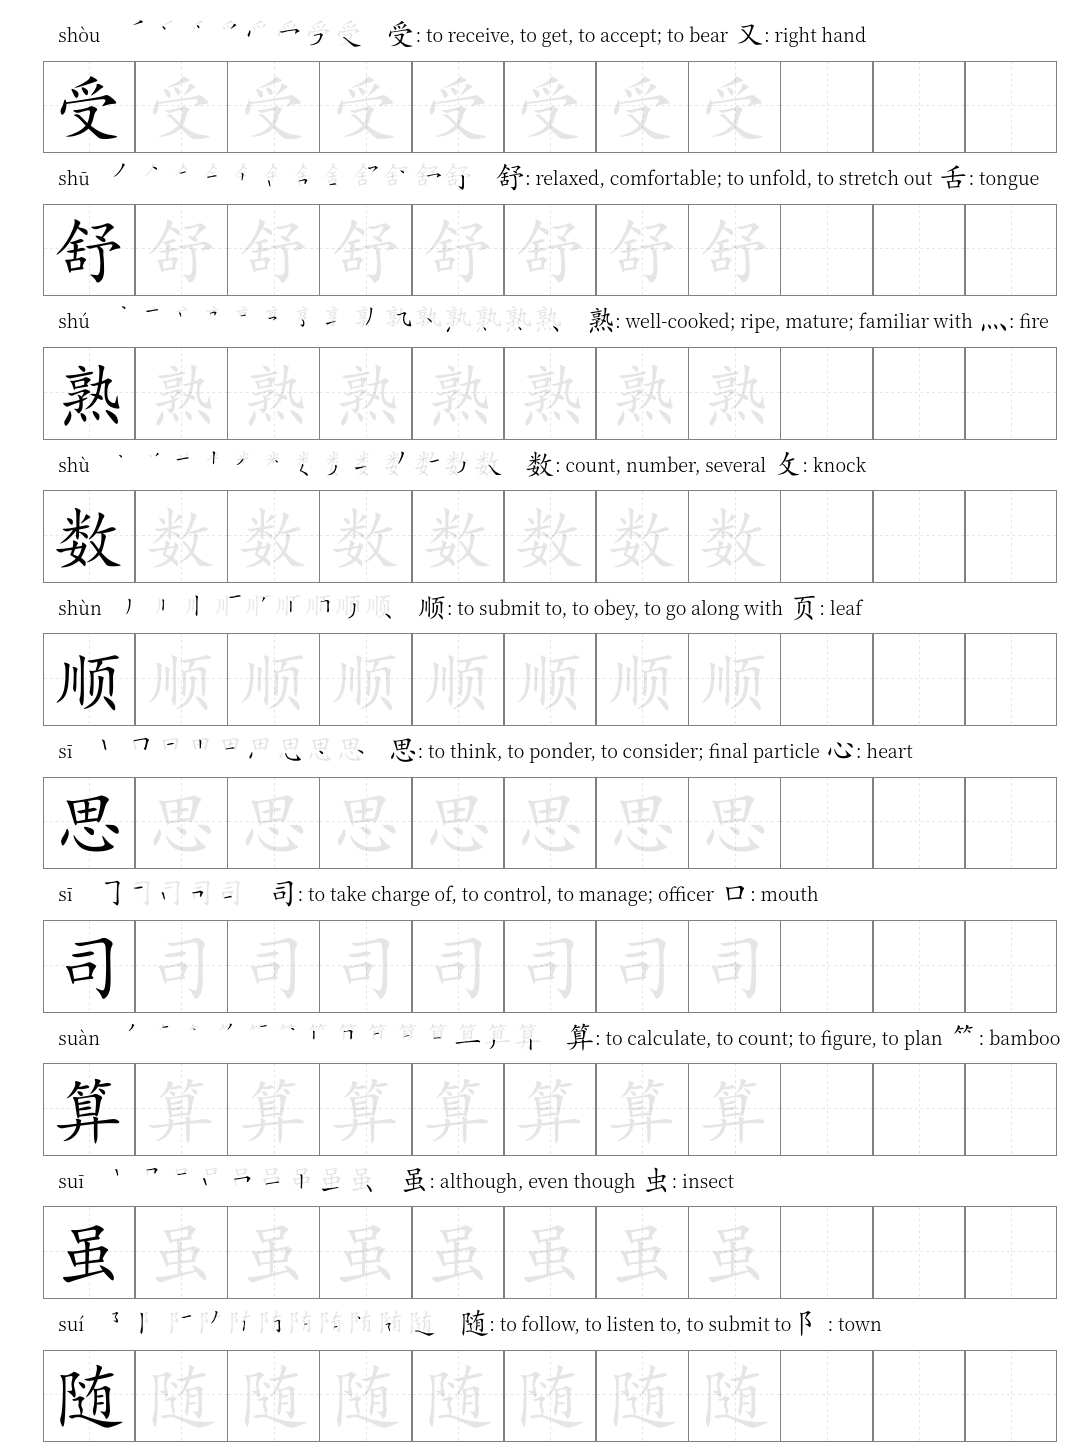 shòu 受: to receive, to get, to accept; to bear 又: right hand
受 受 受 受 受 受 受 受
shū 舒: relaxed, comfortable; to unfold, to stretch out 舌: tongue
舒 舒 舒 舒 舒 舒 舒 舒
shú 熟: well-cooked; ripe, mature; familiar with 灬: fire
熟 熟 熟 熟 熟 熟 熟 熟
shù 数: count, number, several 攵: knock
数 数 数 数 数 数 数 数
shùn 顺: to submit to, to obey, to go along with 页: leaf
顺 顺 顺 顺 顺 顺 顺 顺
sī 思: to think, to ponder, to consider; final particle 心: heart
思 思 思 思 思 思 思 思
sī 司: to take charge of, to control, to manage; officer 口: mouth
司 司 司 司 司 司 司 司
suàn 算: to calculate, to count; to figure, to plan ⺮: bamboo
算 算 算 算 算 算 算 算
suī 虽: although, even though 虫: insect
虽 虽 虽 虽 虽 虽 虽 虽
suí 随: to follow, to listen to, to submit to 阝: town
随 随 随 随 随 随 随 随